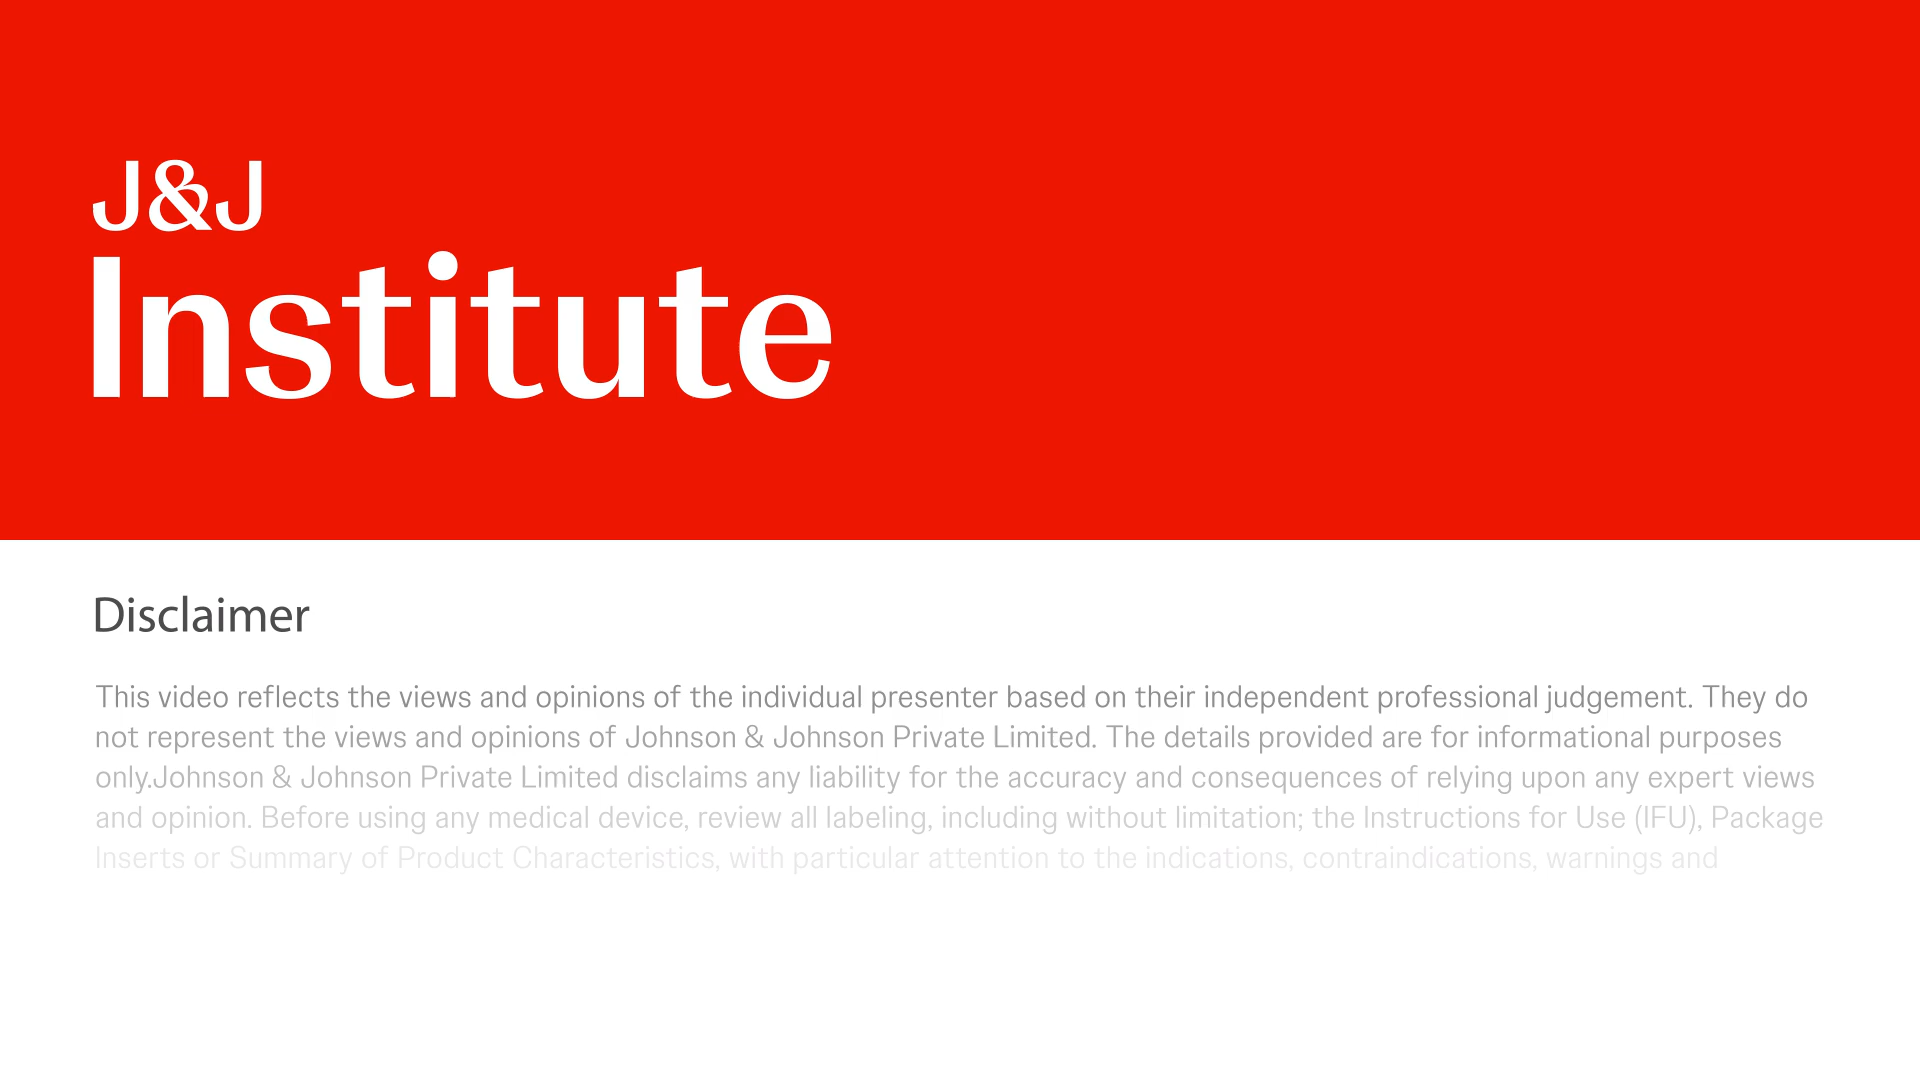 J&J
Institute
Disclaimer
This video reflects the views and opinions of the individual presenter based on their independent professional judgement. They do
not represent the views and opinions of Johnson & Johnson Private Limited. The details provided are for informational purposes
only.Johnson & Johnson Private Limited disclaims any liability for the accuracy and consequences of relying upon any expert views
and opinion. Before using any medical device, review all labeling, including without limitation; the Instructions for Use (IFU), Package
Inserts or Summary of Product Characteristics, with particular attention to the indications, contraindications, warnings and